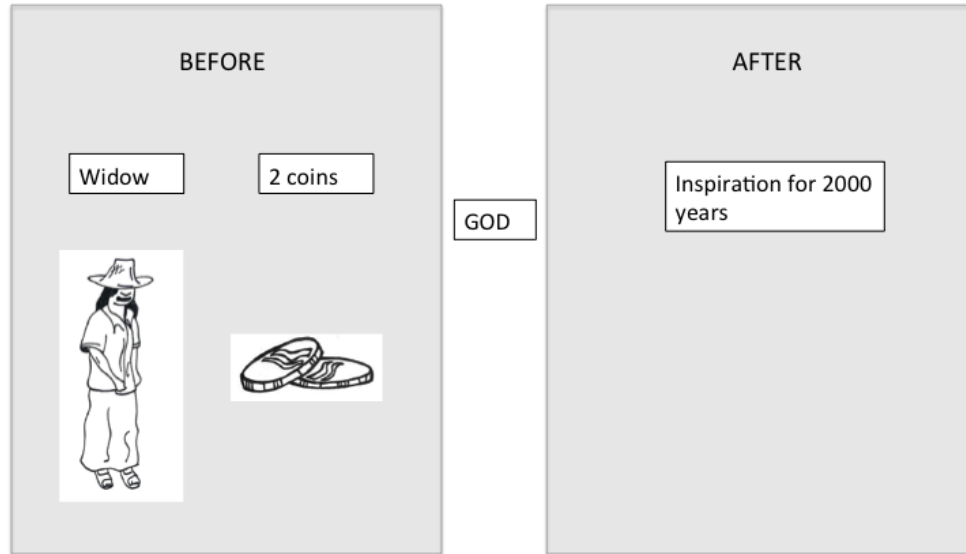 BEFORE
Widow
2 coins
GOD
AFTER
Inspiration for 2000
years